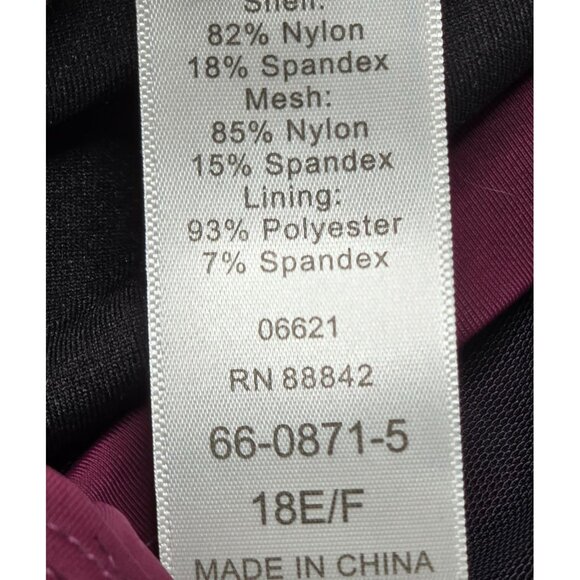 Shell:
82% Nylon
18% Spandex
Mesh:
85% Nylon
15% Spandex
Lining:
93% Polyester
7% Spandex
06621
RN 88842
66-0871-5
18E/F
MADE IN CHINA